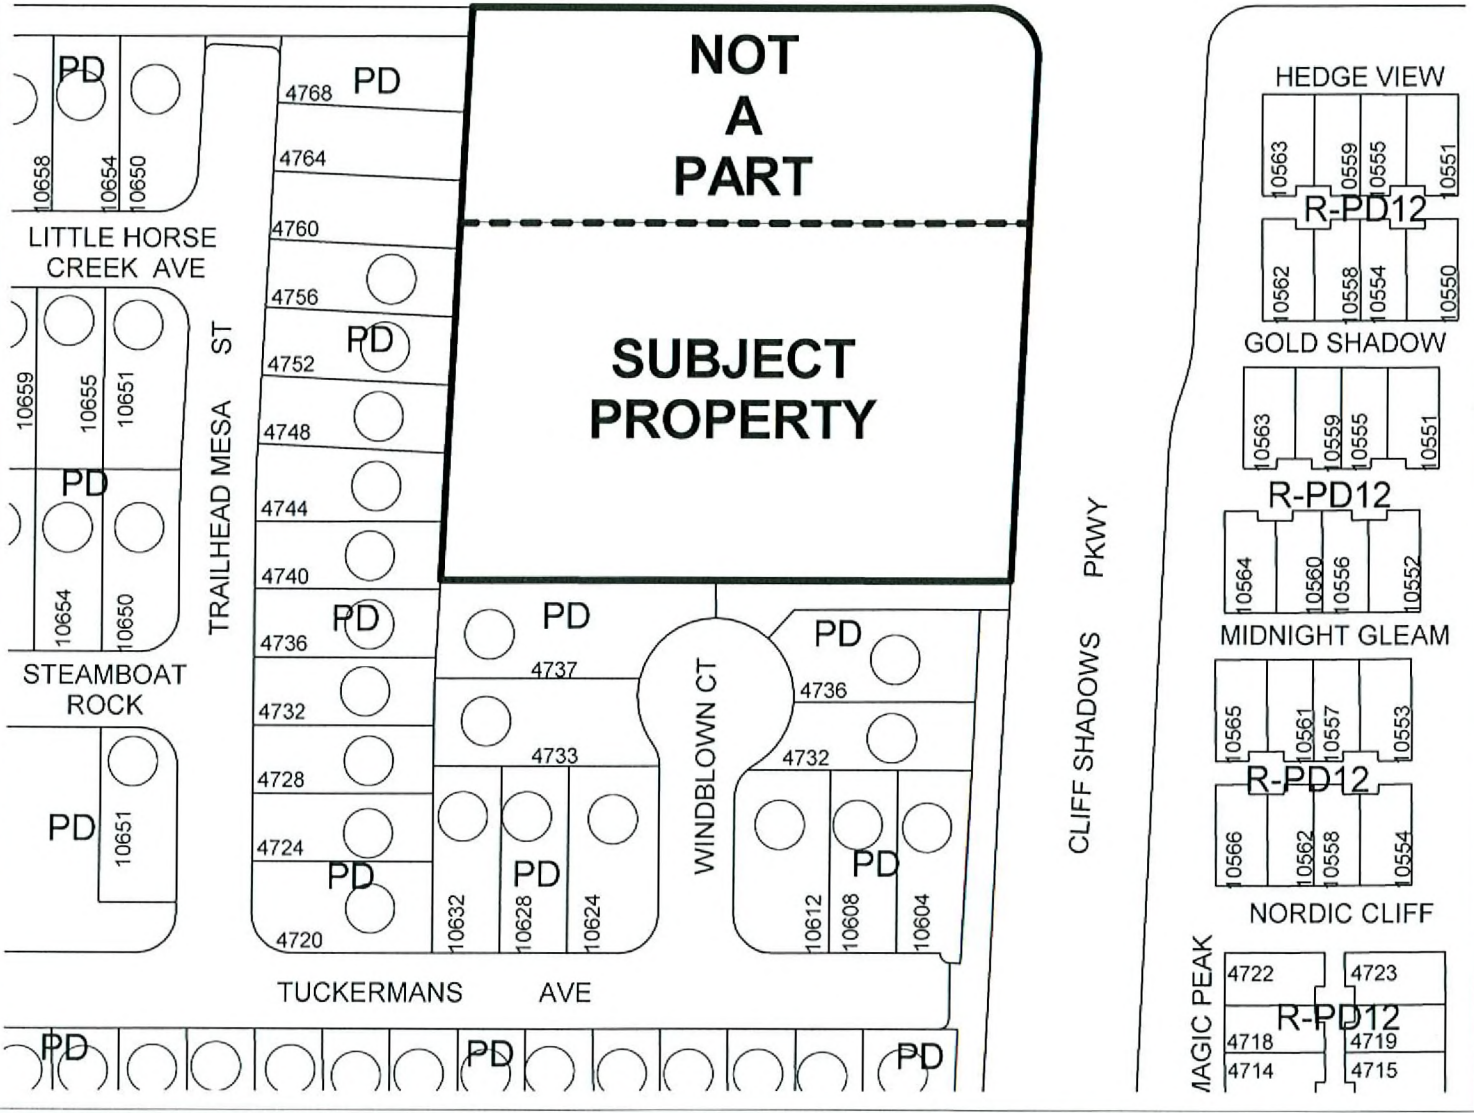 NOT
A
PART
SUBJECT
PROPERTY
PD
10658
10654
10650
LITTLE HORSE
CREEK AVE
10659
10655
10651
PD
10654
10650
STEAMBOAT
ROCK
PD
10651
TRAILHEAD MESA ST
4768
PD
4764
4760
4756
4752
PD
4748
4744
4740
4736
PD
4732
4728
4724
PD
4720
PD
4737
4733
10632
10628
10624
PD
WINDBLOWN CT
PD
4736
4732
PD
10612
10608
10604
TUCKERMANS AVE
PD
PD
PD
CLIFF SHADOWS PKWY
HEDGE VIEW
10563
10559
10555
10551
R-PD12
10562
10558
10554
10550
GOLD SHADOW
10563
10559
10555
10551
R-PD12
10564
10560
10556
10552
MIDNIGHT GLEAM
10565
10561
10557
10553
R-PD12
10566
10562
10558
10554
NORDIC CLIFF
MAGIC PEAK
4722
4723
R-PD12
4718
4719
4714
4715